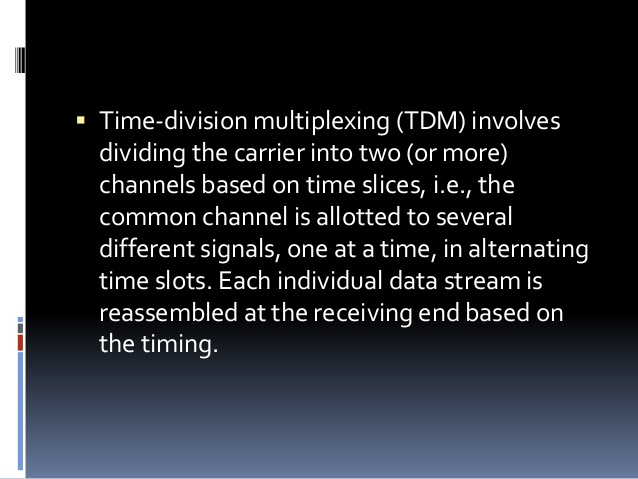 Time-division multiplexing (TDM) involves
dividing the carrier into two (or more)
channels based on time slices, i.e., the
common channel is allotted to several
different signals, one at a time, in alternating
time slots. Each individual data stream is
reassembled at the receiving end based on
the timing.